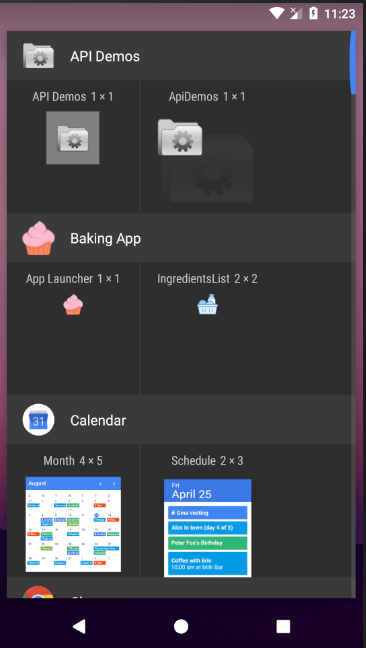 11:23
API Demos
API Demos 1 × 1
ApiDemos 1 × 1
Baking App
App Launcher 1 × 1
IngredientsList 2 × 2
31
Calendar
Month 4 × 5
Schedule 2 × 3
August
Fri
April 25
Gina visiting
Alex in town (day 4 of 5)
Peter Fox's Birthday
Coffee with Eric
10:00 am at Milk Bar